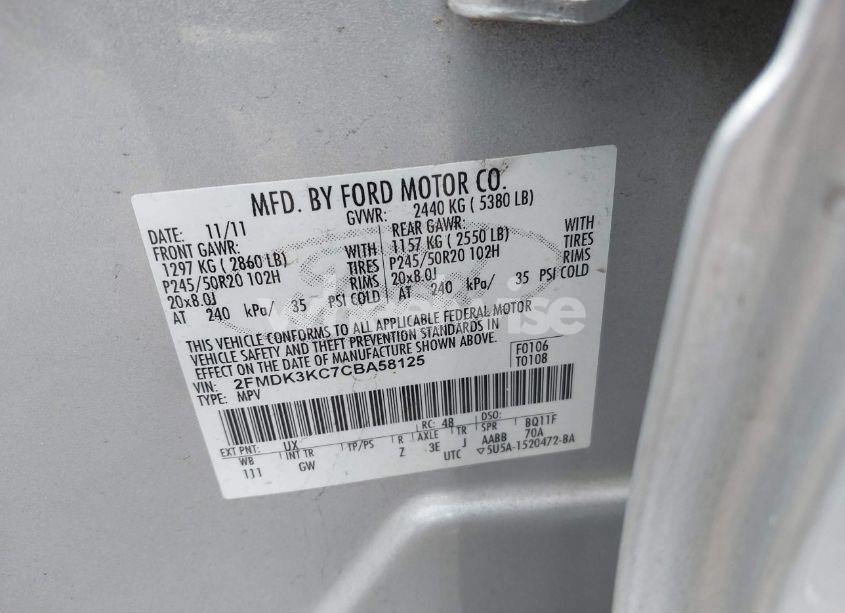 MFD. BY FORD MOTOR CO.
DATE: 11/11 GVWR: 2440 KG ( 5380 LB)
FRONT GAWR: REAR GAWR:
1297 KG ( 2860 LB) WITH 1157 KG ( 2550 LB) WITH
P245/50R20 102H TIRES P245/50R20 102H TIRES
20x8.0J RIMS 20x8.0J RIMS
AT 240 kPa/ 35 PSI COLD AT 240 kPa/ 35 PSI COLD
THIS VEHICLE CONFORMS TO ALL APPLICABLE FEDERAL MOTOR
VEHICLE SAFETY AND THEFT PREVENTION STANDARDS IN
EFFECT ON THE DATE OF MANUFACTURE SHOWN ABOVE.
VIN: 2FMDK3KC7CBA58125 F0106
TYPE: MPV T0108
EXT PNT: UX RC: 48 DSO: BQ11F
WB INT TR TP/PS R AXLE TR SPR 70A
111 GW Z 3E J AABB
UTC 5U5A-1520472-BA